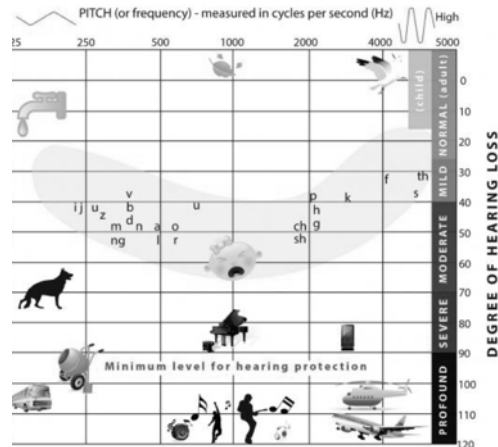 PITCH (or frequency) - measured in cycles per second (Hz) High
25 250 500 1000 2000 4000 5000
0
10
20
30
40
50
60
70
80
90
100
110
120
(child)
NORMAL (adult)
MILD
MODERATE
SEVERE
PROFOUND
DEGREE OF HEARING LOSS
f th
v p k s
i j u b u h
z d g
m n a o ch
ng l r sh
Minimum level for hearing protection